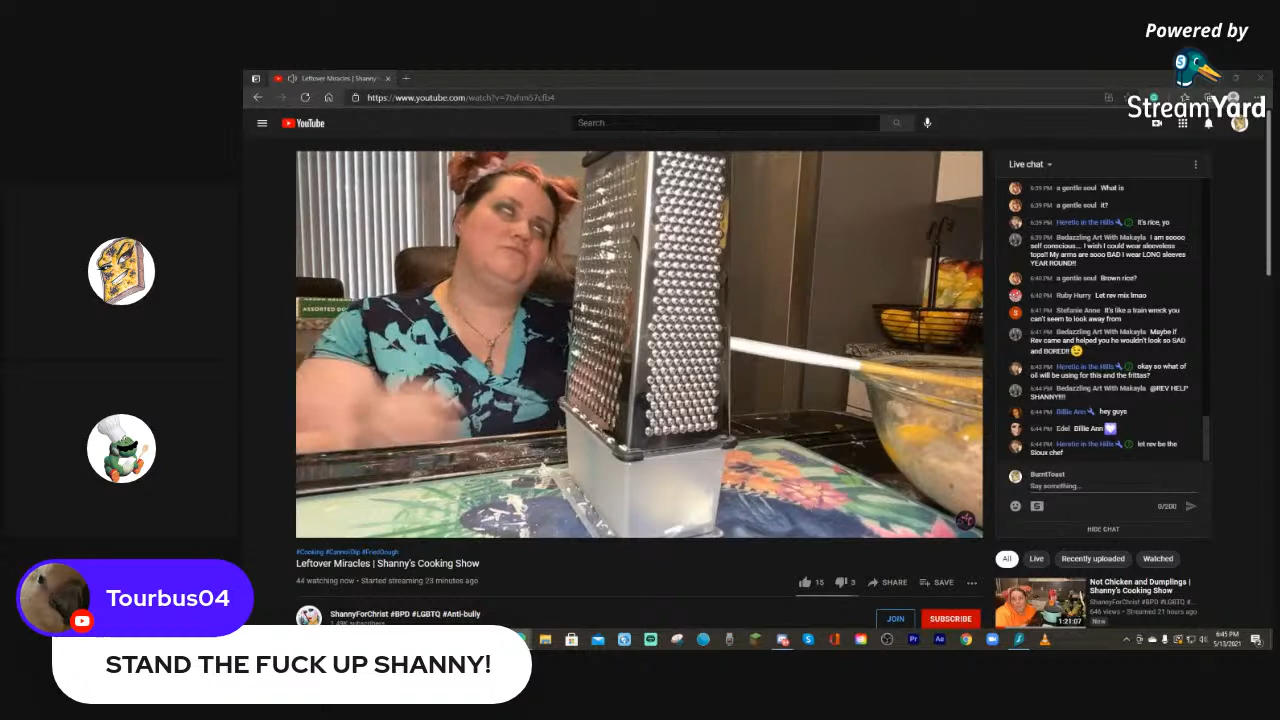 Powered by
StreamYard
Leftover Miracles | Shanny'
https://www.youtube.com/watch?v=7tvhm57cfb4
YouTube
Search
Live chat
6:39 PM a gentle soul What is
6:39 PM a gentle soul it?
6:39 PM Heretic in the Hills It's rice, yo
6:39 PM Bedazzling Art With Makayla I am soooo
self conscious... I wish I could wear sleeveless
tops!! My arms are sooo BAD I wear LONG sleeves
YEAR ROUND!!
6:40 PM a gentle soul Brown rice?
6:40 PM Ruby Hurry Let rev mix lmao
6:41 PM Stefanie Anne It's like a train wreck you
can't seem to look away from
6:41 PM Bedazzling Art With Makayla Maybe if
Rev came and helped you he wouldn't look so SAD
and BORED!!
6:43 PM Heretic in the Hills okay so what of
oil will be using for this and the frittas?
6:44 PM Bedazzling Art With Makayla @REV HELP
SHANNY!!!!
6:44 PM Billie Ann hey guys
6:44 PM Edel Billie Ann
6:44 PM Heretic in the Hills let rev be the
Sioux chef
BurntToast
Say something...
0/200
HIDE CHAT
ASSORTED
#Cooking #CannoliDip #FriedDough
Leftover Miracles | Shanny's Cooking Show
44 watching now • Started streaming 23 minutes ago
15
3
SHARE
SAVE
ShannyForChrist #BPD #LGBTQ #Anti-bully
1.49K subscribers
JOIN
SUBSCRIBE
All
Live
Recently uploaded
Watched
Not Chicken and Dumplings |
Shanny's Cooking Show
ShannyForChrist #BPD #LGBTQ #...
646 views • Streamed 21 hours ago
New
1:21:07
Tourbus04
STAND THE FUCK UP SHANNY!
6:45 PM
5/13/2021